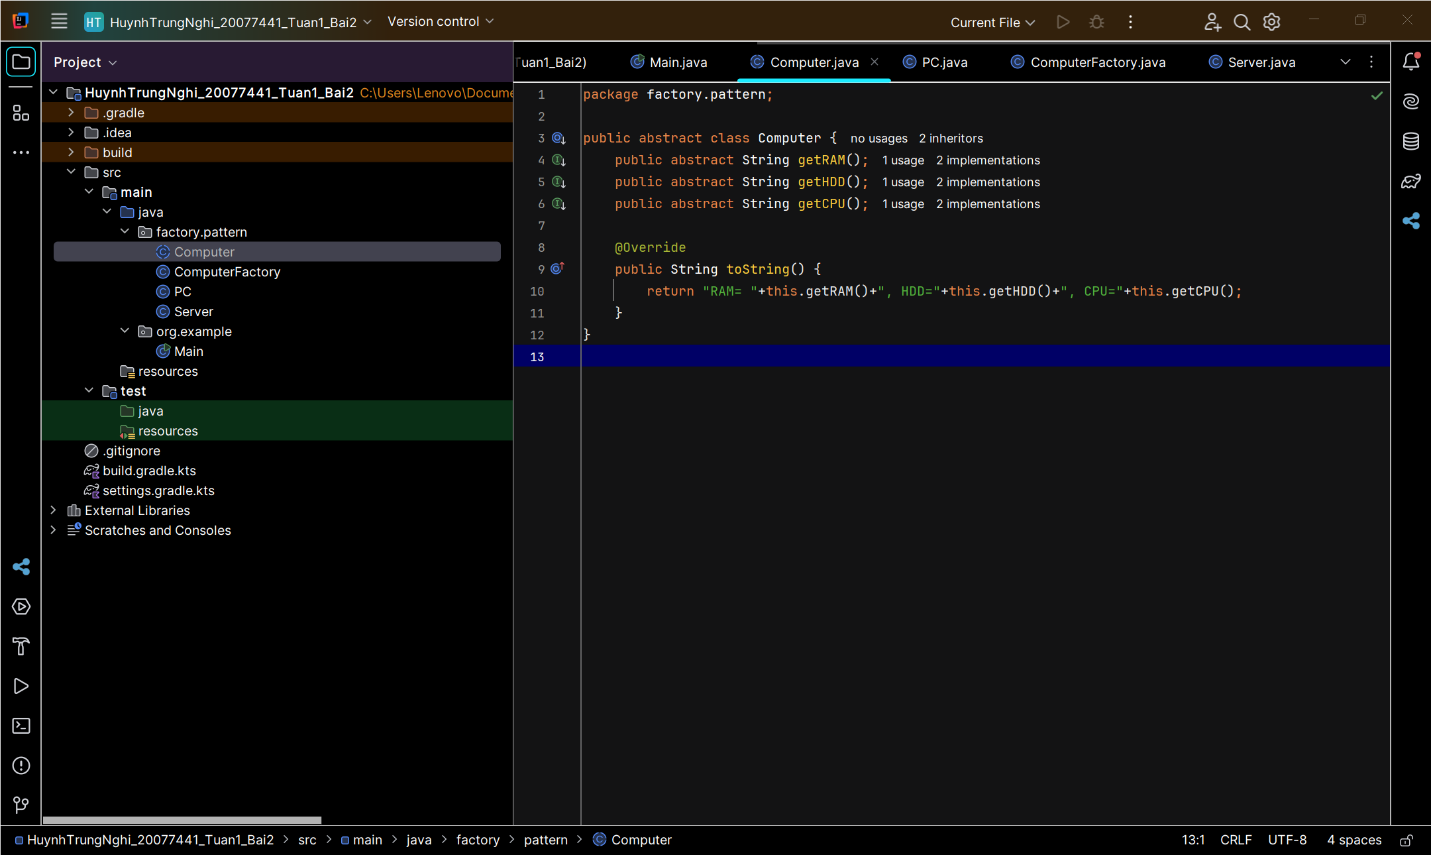 HT HuynhTrungNghi_20077441_Tuan1_Bai2 Version control Current File
Project
HuynhTrungNghi_20077441_Tuan1_Bai2 C:\Users\Lenovo\Docume
.gradle
.idea
build
src
main
java
factory.pattern
Computer
ComputerFactory
PC
Server
org.example
Main
resources
test
java
resources
.gitignore
build.gradle.kts
settings.gradle.kts
External Libraries
Scratches and Consoles
Tuan1_Bai2) Main.java Computer.java PC.java ComputerFactory.java Server.java
1 package factory.pattern;
2
3 public abstract class Computer { no usages 2 inheritors
4 public abstract String getRAM(); 1 usage 2 implementations
5 public abstract String getHDD(); 1 usage 2 implementations
6 public abstract String getCPU(); 1 usage 2 implementations
7
8 @Override
9 public String toString() {
10 return "RAM= "+this.getRAM()+", HDD="+this.getHDD()+", CPU="+this.getCPU();
11 }
12 }
13
HuynhTrungNghi_20077441_Tuan1_Bai2 > src > main > java > factory > pattern > Computer 13:1 CRLF UTF-8 4 spaces